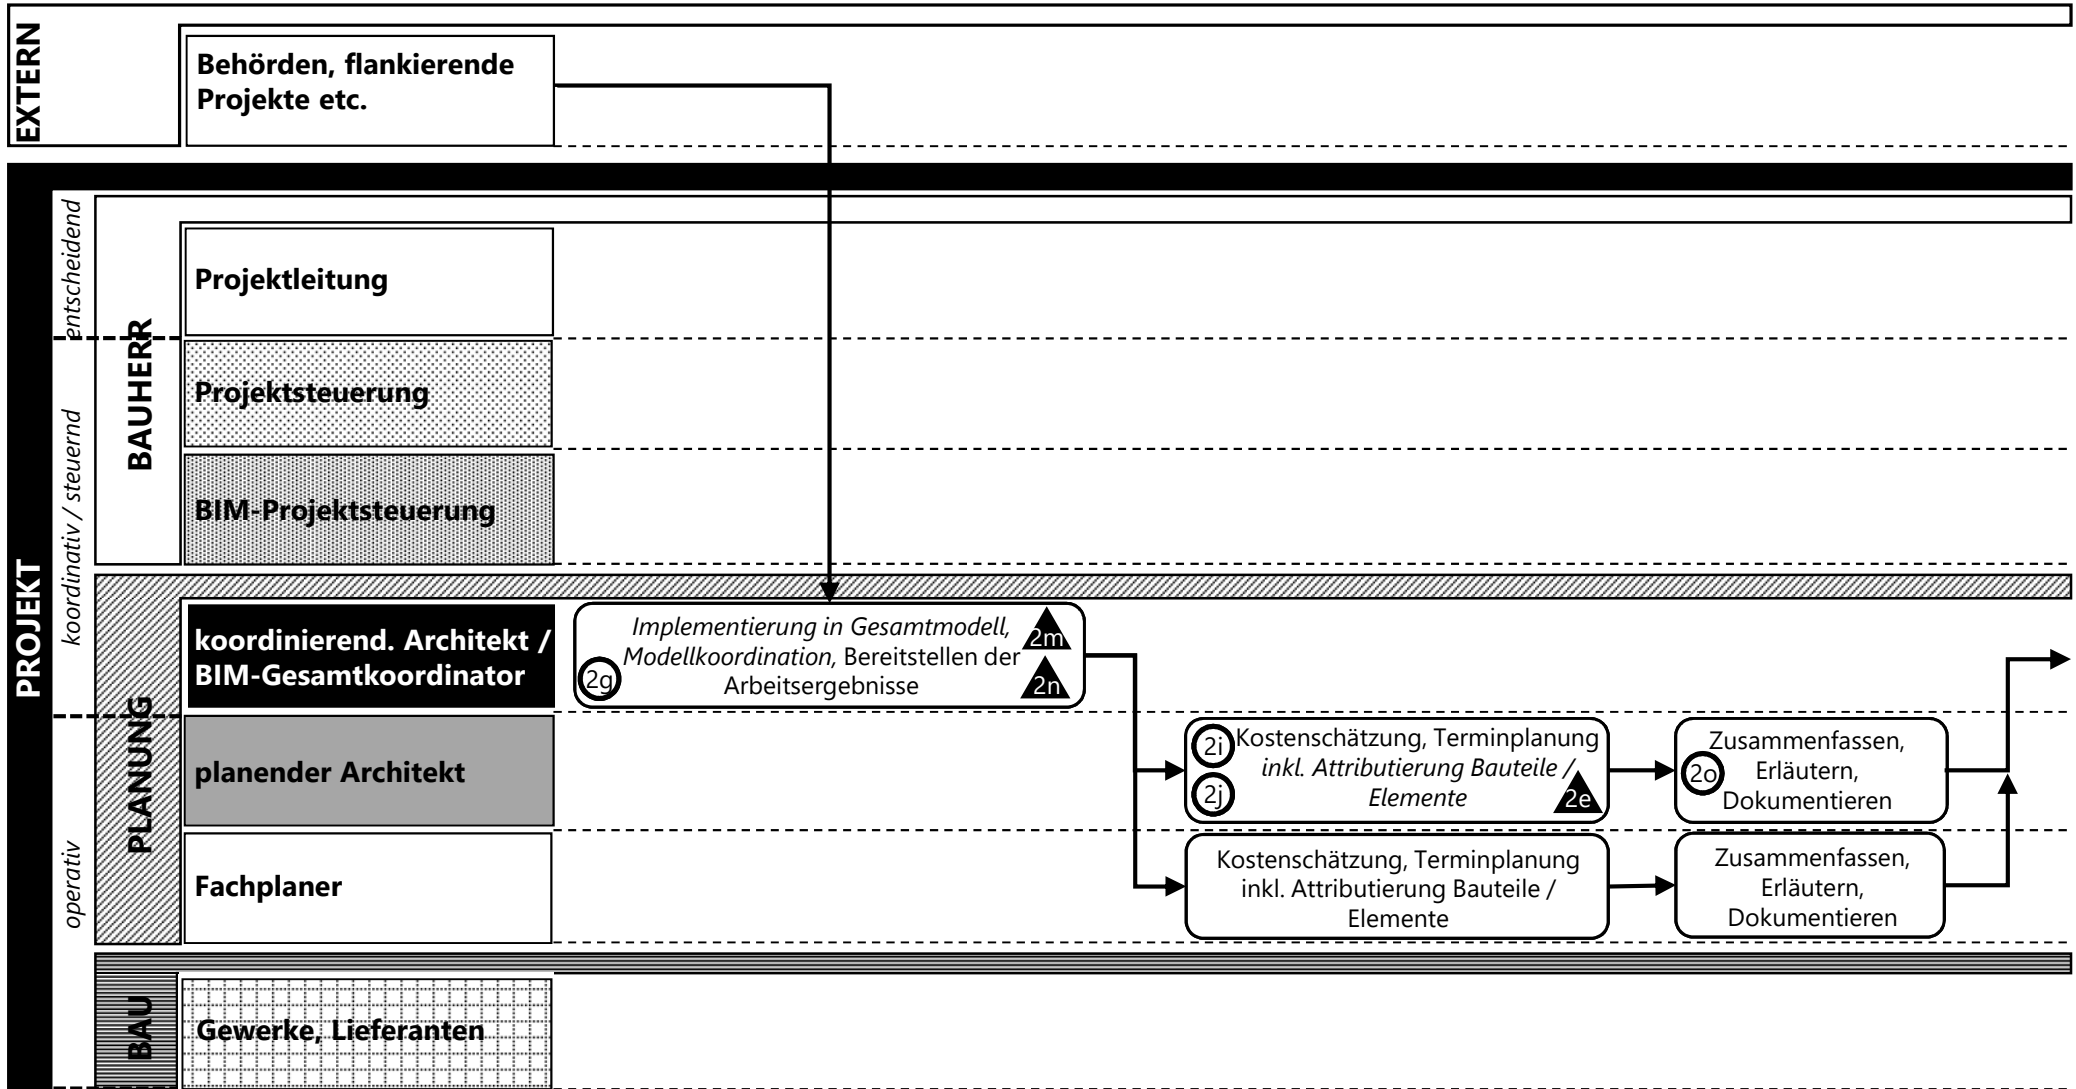 EXTERN
Behörden, flankierende
Projekte etc.
PROJEKT
entscheidend
koordinativ / steuernd
operativ
BAUHERR
Projektleitung
Projektsteuerung
BIM-Projektsteuerung
PLANUNG
koordinierend. Architekt /
BIM-Gesamtkoordinator
Implementierung in Gesamtmodell,
Modellkoordination, Bereitstellen der
Arbeitsergebnisse
2g
2m
2n
planender Architekt
2i
2j
Kostenschätzung, Terminplanung
inkl. Attributierung Bauteile /
Elemente
2e
2o
Zusammenfassen,
Erläutern,
Dokumentieren
Fachplaner
Kostenschätzung, Terminplanung
inkl. Attributierung Bauteile /
Elemente
Zusammenfassen,
Erläutern,
Dokumentieren
BAU
Gewerke, Lieferanten